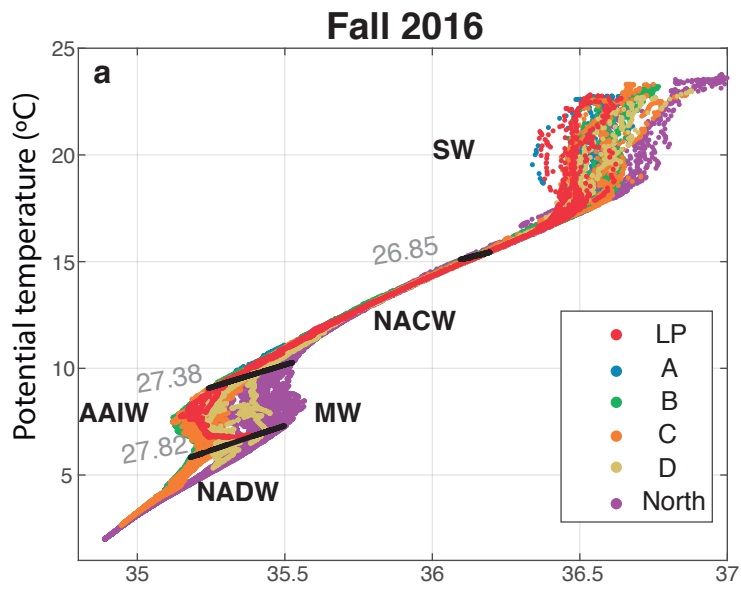 Fall 2016
a
Potential temperature (ºC)
25
20
15
10
5
SW
26.85
NACW
27.38
AAIW
MW
27.82
NADW
LP
A
B
C
D
North
35
35.5
36
36.5
37